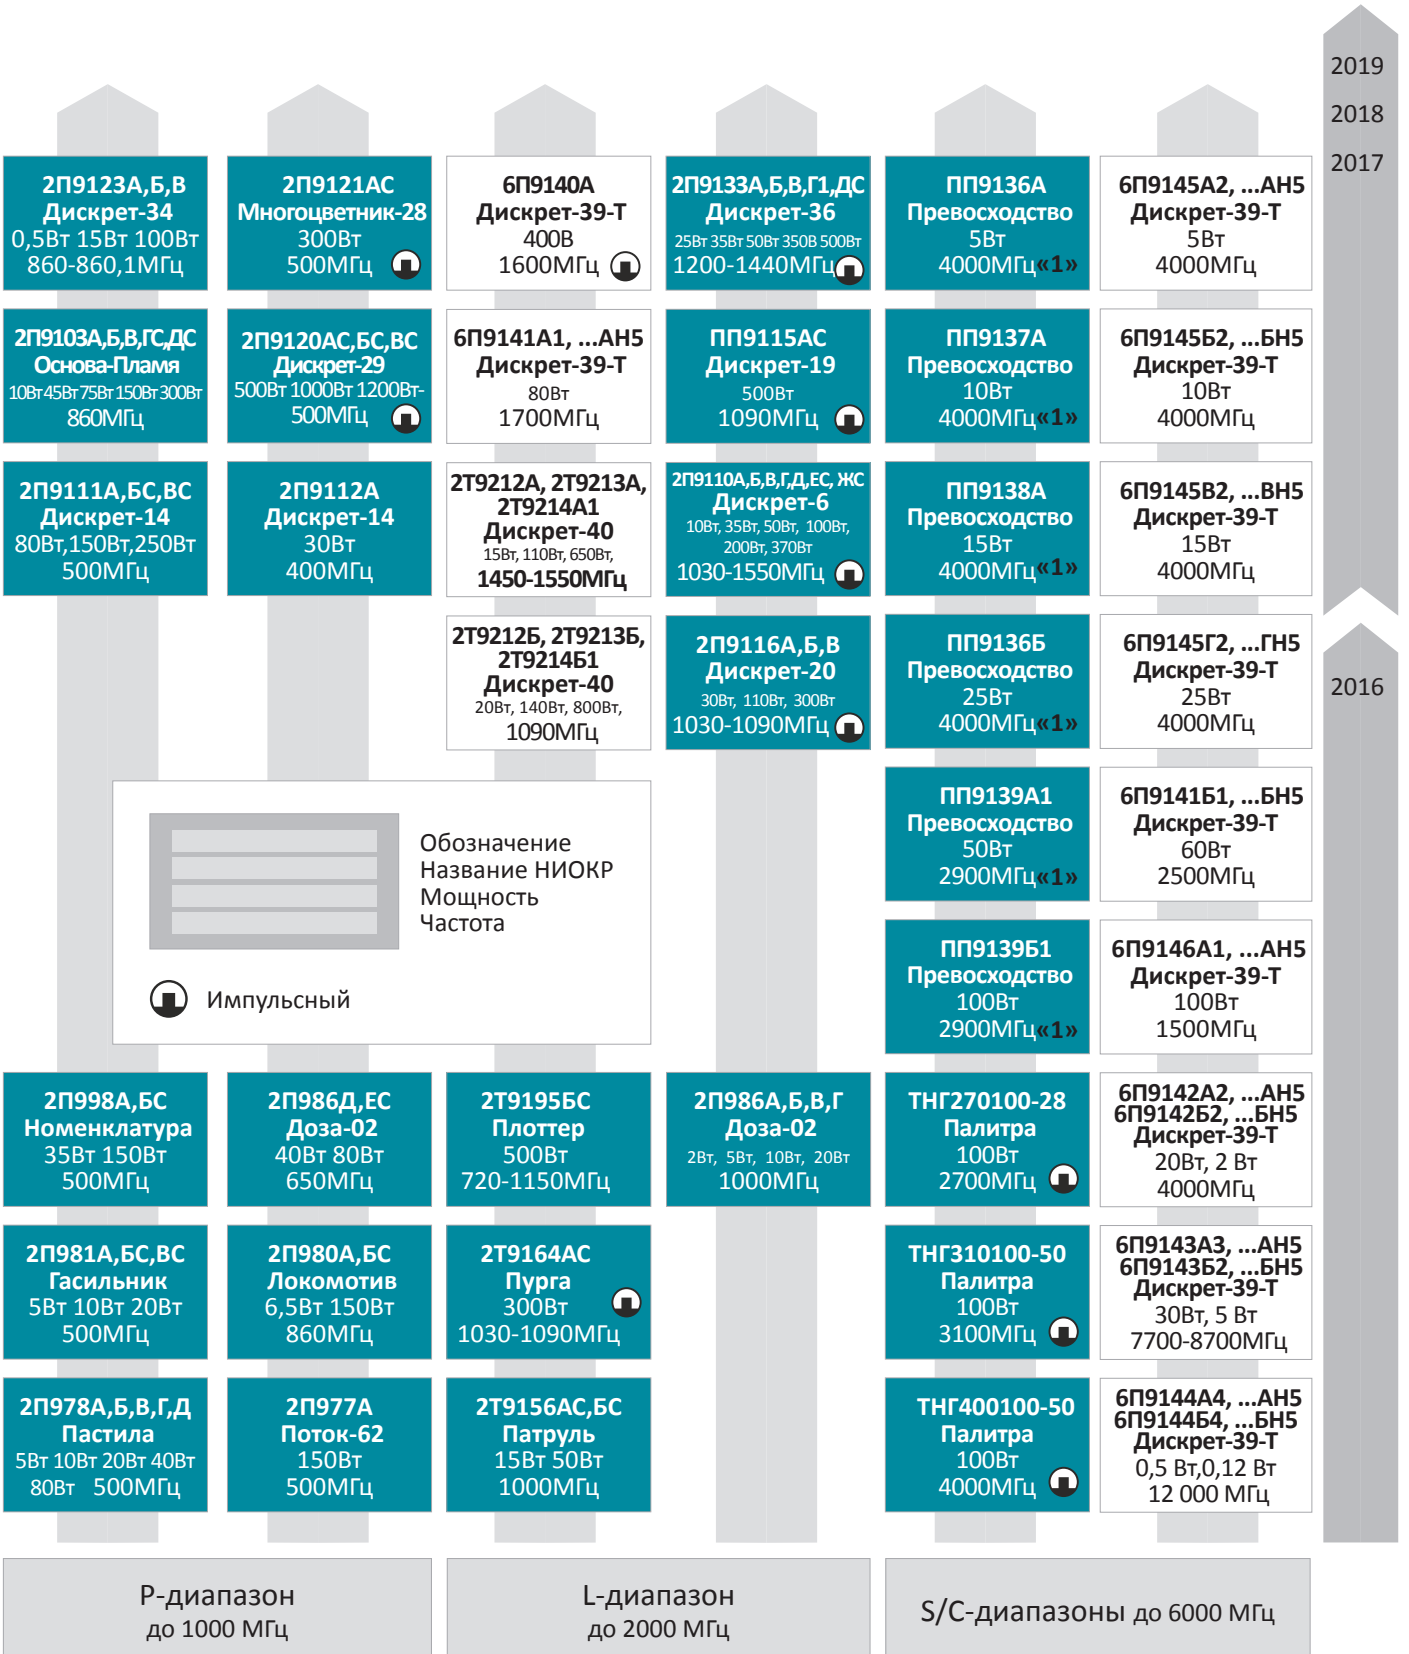 2019
2018
2017
2П9123А,Б,В
Дискрет-34
0,5Вт 15Вт 100Вт
860-860,1МГц
2П9121АС
Многоцветник-28
300Вт
500МГц
6П9140А
Дискрет-39-Т
400В
1600МГц
2П9133А,Б,В,Г1,ДС
Дискрет-36
25Вт 35Вт 50Вт 350В 500Вт
1200-1440МГц
ПП9136А
Превосходство
5Вт
4000МГц«1»
6П9145А2, ...АН5
Дискрет-39-Т
5Вт
4000МГц
2П9103А,Б,В,ГС,ДС
Основа-Пламя
10Вт 45Вт 75Вт 150Вт 300Вт
860МГц
2П9120АС,БС,ВС
Дискрет-29
500Вт 1000Вт 1200Вт-
500МГц
6П9141А1, ...АН5
Дискрет-39-Т
80Вт
1700МГц
ПП9115АС
Дискрет-19
500Вт
1090МГц
ПП9137А
Превосходство
10Вт
4000МГц«1»
6П9145Б2, ...БН5
Дискрет-39-Т
10Вт
4000МГц
2П9111А,БС,ВС
Дискрет-14
80Вт,150Вт,250Вт
500МГц
2П9112А
Дискрет-14
30Вт
400МГц
2Т9212А, 2Т9213А,
2Т9214А1
Дискрет-40
15Вт, 110Вт, 650Вт,
1450-1550МГц
2П9110А,Б,В,Г,Д,ЕС, ЖС
Дискрет-6
10Вт, 35Вт, 50Вт, 100Вт,
200Вт, 370Вт
1030-1550МГц
ПП9138А
Превосходство
15Вт
4000МГц«1»
6П9145В2, ...ВН5
Дискрет-39-Т
15Вт
4000МГц
2Т9212Б, 2Т9213Б,
2Т9214Б1
Дискрет-40
20Вт, 140Вт, 800Вт,
1090МГц
2П9116А,Б,В
Дискрет-20
30Вт, 110Вт, 300Вт
1030-1090МГц
ПП9136Б
Превосходство
25Вт
4000МГц«1»
6П9145Г2, ...ГН5
Дискрет-39-Т
25Вт
4000МГц
2016
ПП9139А1
Превосходство
50Вт
2900МГц«1»
6П9141Б1, ...БН5
Дискрет-39-Т
60Вт
2500МГц
Обозначение
Название НИОКР
Мощность
Частота
Импульсный
ПП9139Б1
Превосходство
100Вт
2900МГц«1»
6П9146А1, ...АН5
Дискрет-39-Т
100Вт
1500МГц
2П998А,БС
Номенклатура
35Вт 150Вт
500МГц
2П986Д,ЕС
Доза-02
40Вт 80Вт
650МГц
2Т9195БС
Плоттер
500Вт
720-1150МГц
2П986А,Б,В,Г
Доза-02
2Вт, 5Вт, 10Вт, 20Вт
1000МГц
ТНГ270100-28
Палитра
100Вт
2700МГц
6П9142А2, ...АН5
6П9142Б2, ...БН5
Дискрет-39-Т
20Вт, 2 Вт
4000МГц
2П981А,БС,ВС
Гасильник
5Вт 10Вт 20Вт
500МГц
2П980А,БС
Локомотив
6,5Вт 150Вт
860МГц
2Т9164АС
Пурга
300Вт
1030-1090МГц
ТНГ310100-50
Палитра
100Вт
3100МГц
6П9143А3, ...АН5
6П9143Б2, ...БН5
Дискрет-39-Т
30Вт, 5 Вт
7700-8700МГц
2П978А,Б,В,Г,Д
Пастила
5Вт 10Вт 20Вт 40Вт
80Вт 500МГц
2П977А
Поток-62
150Вт
500МГц
2Т9156АС,БС
Патруль
15Вт 50Вт
1000МГц
ТНГ400100-50
Палитра
100Вт
4000МГц
6П9144А4, ...АН5
6П9144Б4, ...БН5
Дискрет-39-Т
0,5 Вт,0,12 Вт
12 000 МГц
P-диапазон
до 1000 МГц
L-диапазон
до 2000 МГц
S/C-диапазоны до 6000 МГц